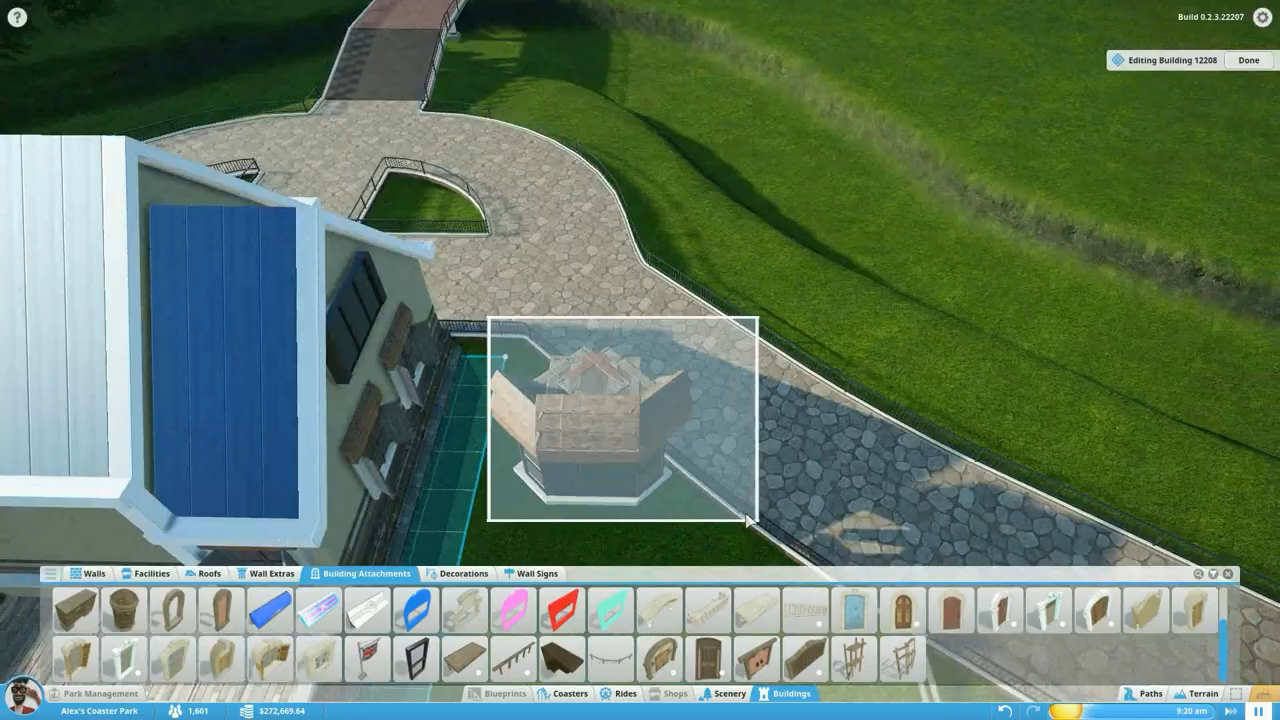 ?
Build 0.2.3.22207
Editing Building 12208
Done
Walls
Facilities
Roofs
Wall Extras
Building Attachments
Decorations
Wall Signs
Park Management
Blueprints
Coasters
Rides
Shops
Scenery
Buildings
Paths
Terrain
Alex's Coaster Park
1,601
$272,669.64
9:20 am